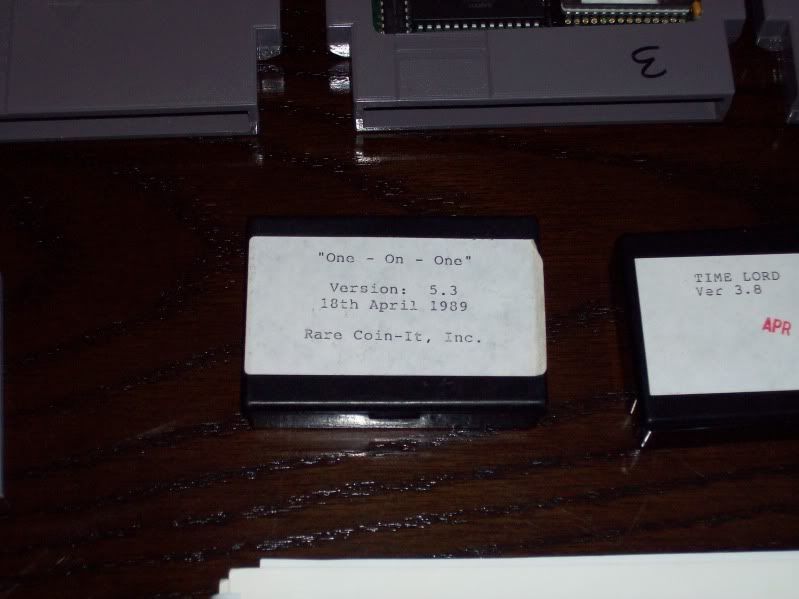 3
"One - On - One"
Version: 5.3
18th April 1989
Rare Coin-It, Inc.
TIME LORD
Ver 3.8
APR